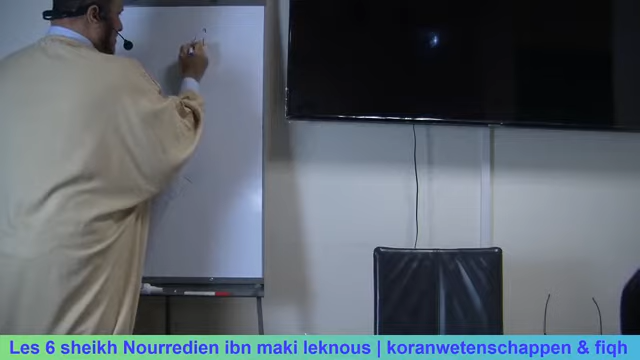 Les 6 sheikh Nourredien ibn maki leknous | koranwetenschappen & fiqh